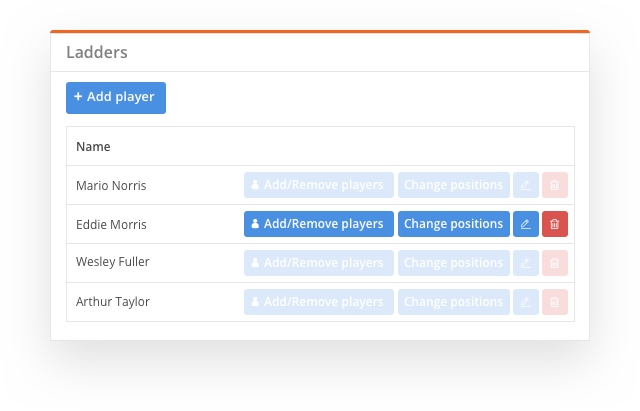 Ladders
+ Add player
Name
Mario Norris Add/Remove players Change positions
Eddie Morris Add/Remove players Change positions
Wesley Fuller Add/Remove players Change positions
Arthur Taylor Add/Remove players Change positions